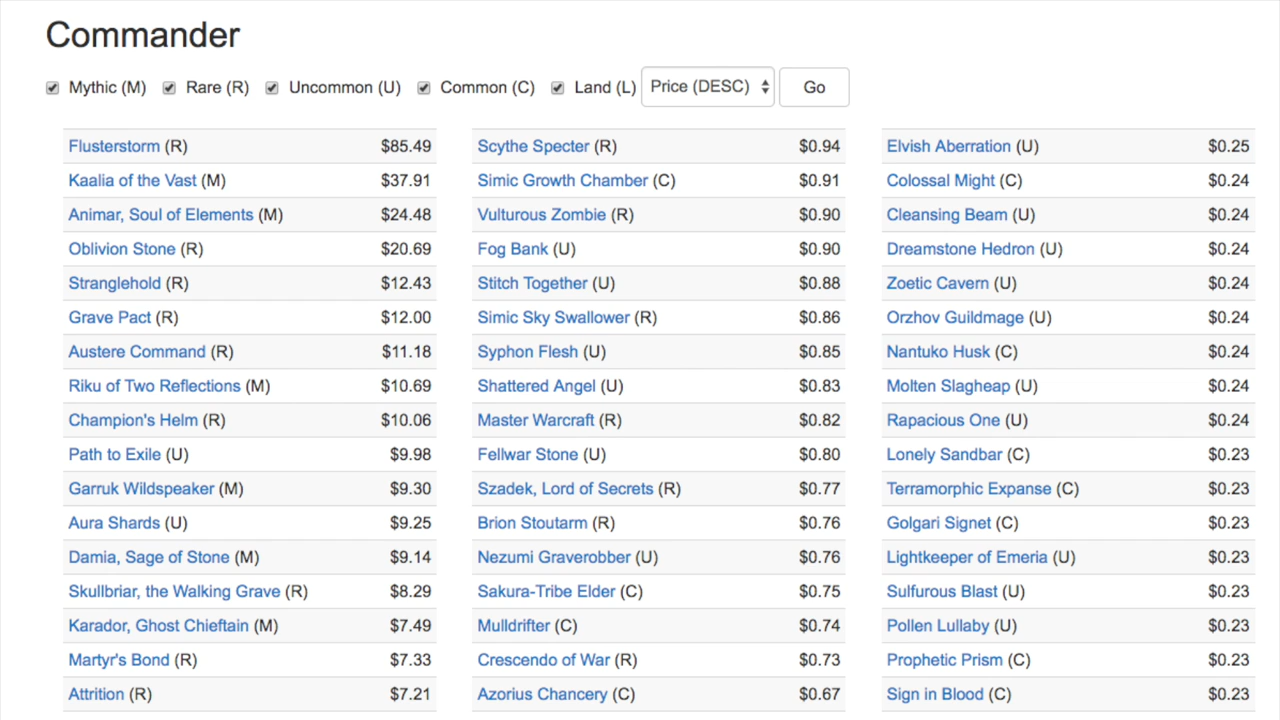 Commander
Mythic (M) Rare (R) Uncommon (U) Common (C) Land (L) Price (DESC) Go
Flusterstorm (R) $85.49
Kaalia of the Vast (M) $37.91
Animar, Soul of Elements (M) $24.48
Oblivion Stone (R) $20.69
Stranglehold (R) $12.43
Grave Pact (R) $12.00
Austere Command (R) $11.18
Riku of Two Reflections (M) $10.69
Champion's Helm (R) $10.06
Path to Exile (U) $9.98
Garruk Wildspeaker (M) $9.30
Aura Shards (U) $9.25
Damia, Sage of Stone (M) $9.14
Skullbriar, the Walking Grave (R) $8.29
Karador, Ghost Chieftain (M) $7.49
Martyr's Bond (R) $7.33
Attrition (R) $7.21
Scythe Specter (R) $0.94
Simic Growth Chamber (C) $0.91
Vulturous Zombie (R) $0.90
Fog Bank (U) $0.90
Stitch Together (U) $0.88
Simic Sky Swallower (R) $0.86
Syphon Flesh (U) $0.85
Shattered Angel (U) $0.83
Master Warcraft (R) $0.82
Fellwar Stone (U) $0.80
Szadek, Lord of Secrets (R) $0.77
Brion Stoutarm (R) $0.76
Nezumi Graverobber (U) $0.76
Sakura-Tribe Elder (C) $0.75
Mulldrifter (C) $0.74
Crescendo of War (R) $0.73
Azorius Chancery (C) $0.67
Elvish Aberration (U) $0.25
Colossal Might (C) $0.24
Cleansing Beam (U) $0.24
Dreamstone Hedron (U) $0.24
Zoetic Cavern (U) $0.24
Orzhov Guildmage (U) $0.24
Nantuko Husk (C) $0.24
Molten Slagheap (U) $0.24
Rapacious One (U) $0.24
Lonely Sandbar (C) $0.23
Terramorphic Expanse (C) $0.23
Golgari Signet (C) $0.23
Lightkeeper of Emeria (U) $0.23
Sulfurous Blast (U) $0.23
Pollen Lullaby (U) $0.23
Prophetic Prism (C) $0.23
Sign in Blood (C) $0.23